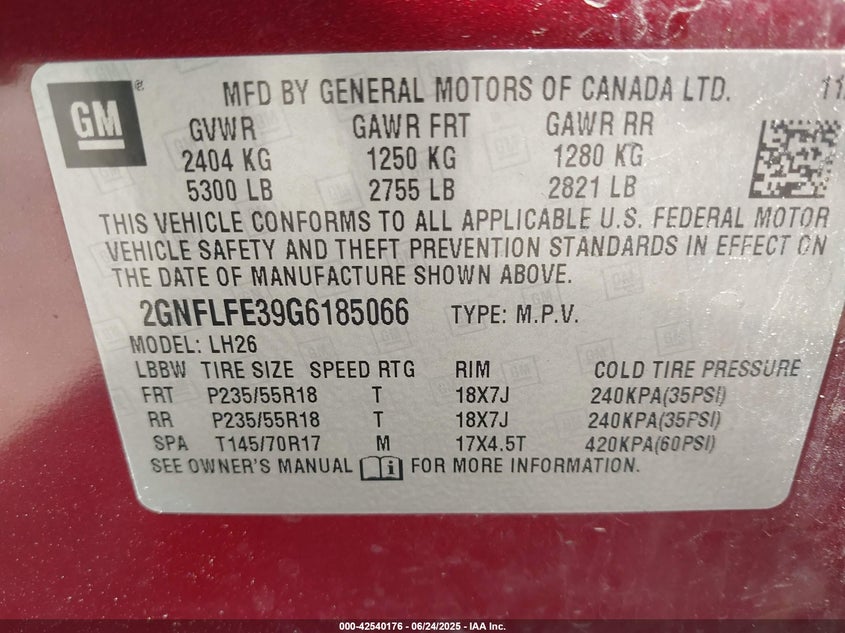 GM
MFD BY GENERAL MOTORS OF CANADA LTD. 11
GVWR GAWR FRT GAWR RR
2404 KG 1250 KG 1280 KG
5300 LB 2755 LB 2821 LB
THIS VEHICLE CONFORMS TO ALL APPLICABLE U.S. FEDERAL MOTOR
VEHICLE SAFETY AND THEFT PREVENTION STANDARDS IN EFFECT ON
THE DATE OF MANUFACTURE SHOWN ABOVE.
2GNFLFE39G6185066 TYPE: M.P.V.
MODEL: LH26
LBBW TIRE SIZE SPEED RTG RIM COLD TIRE PRESSURE
FRT P235/55R18 T 18X7J 240KPA(35PSI)
RR P235/55R18 T 18X7J 240KPA(35PSI)
SPA T145/70R17 M 17X4.5T 420KPA(60PSI)
SEE OWNER'S MANUAL FOR MORE INFORMATION.
000-42540176 - 06/24/2025 - IAA Inc.